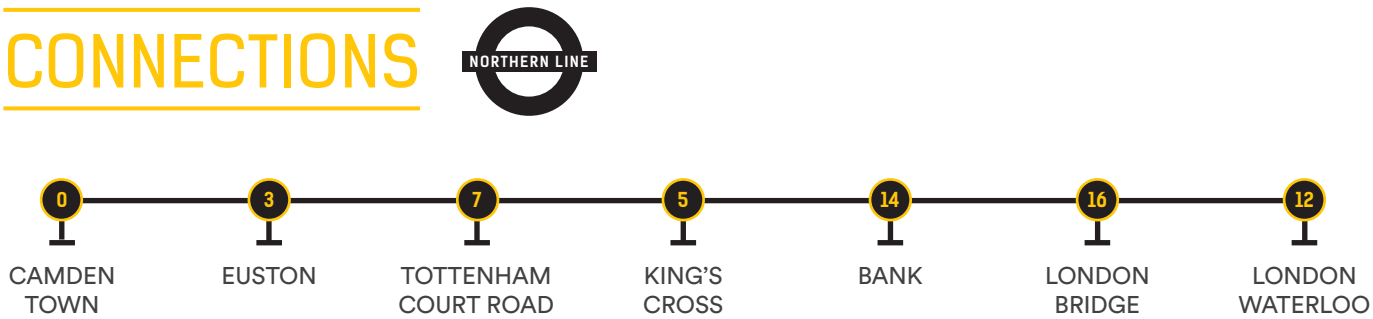 CONNECTIONS
NORTHERN LINE
0
3
7
5
14
16
12
CAMDEN
TOWN
EUSTON
TOTTENHAM
COURT ROAD
KING'S
CROSS
BANK
LONDON
BRIDGE
LONDON
WATERLOO